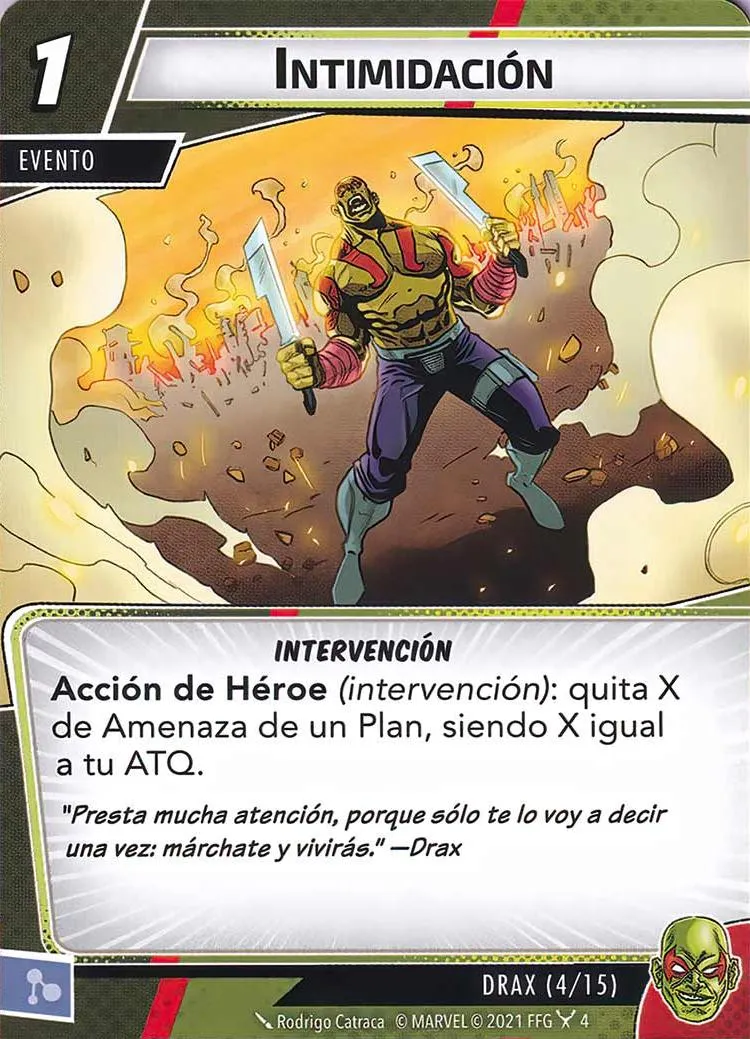 1
INTIMIDACIÓN
EVENTO
INTERVENCIÓN
Acción de Héroe (intervención): quita X
de Amenaza de un Plan, siendo X igual
a tu ATQ.
"Presta mucha atención, porque sólo te lo voy a decir
una vez: márchate y vivirás." —Drax
DRAX (4/15)
Rodrigo Catraca © MARVEL © 2021 FFG 4